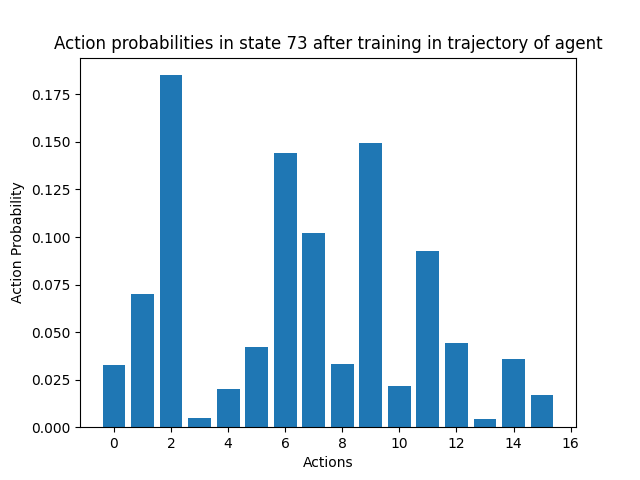 Action probabilities in state 73 after training in trajectory of agent
0.175
0.150
0.125
0.100
0.075
0.050
0.025
0.000
Action Probability
0 2 4 6 8 10 12 14 16
Actions